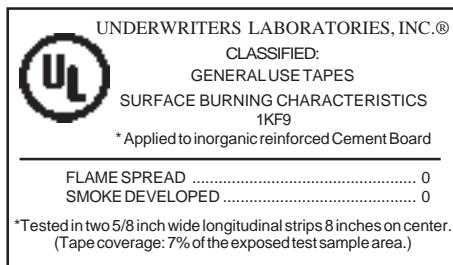 UNDERWRITERS LABORATORIES, INC.®
UL
CLASSIFIED:
GENERAL USE TAPES
SURFACE BURNING CHARACTERISTICS
1KF9
* Applied to inorganic reinforced Cement Board
FLAME SPREAD .................................................. 0
SMOKE DEVELOPED ........................................... 0
*Tested in two 5/8 inch wide longitudinal strips 8 inches on center.
(Tape coverage: 7% of the exposed test sample area.)